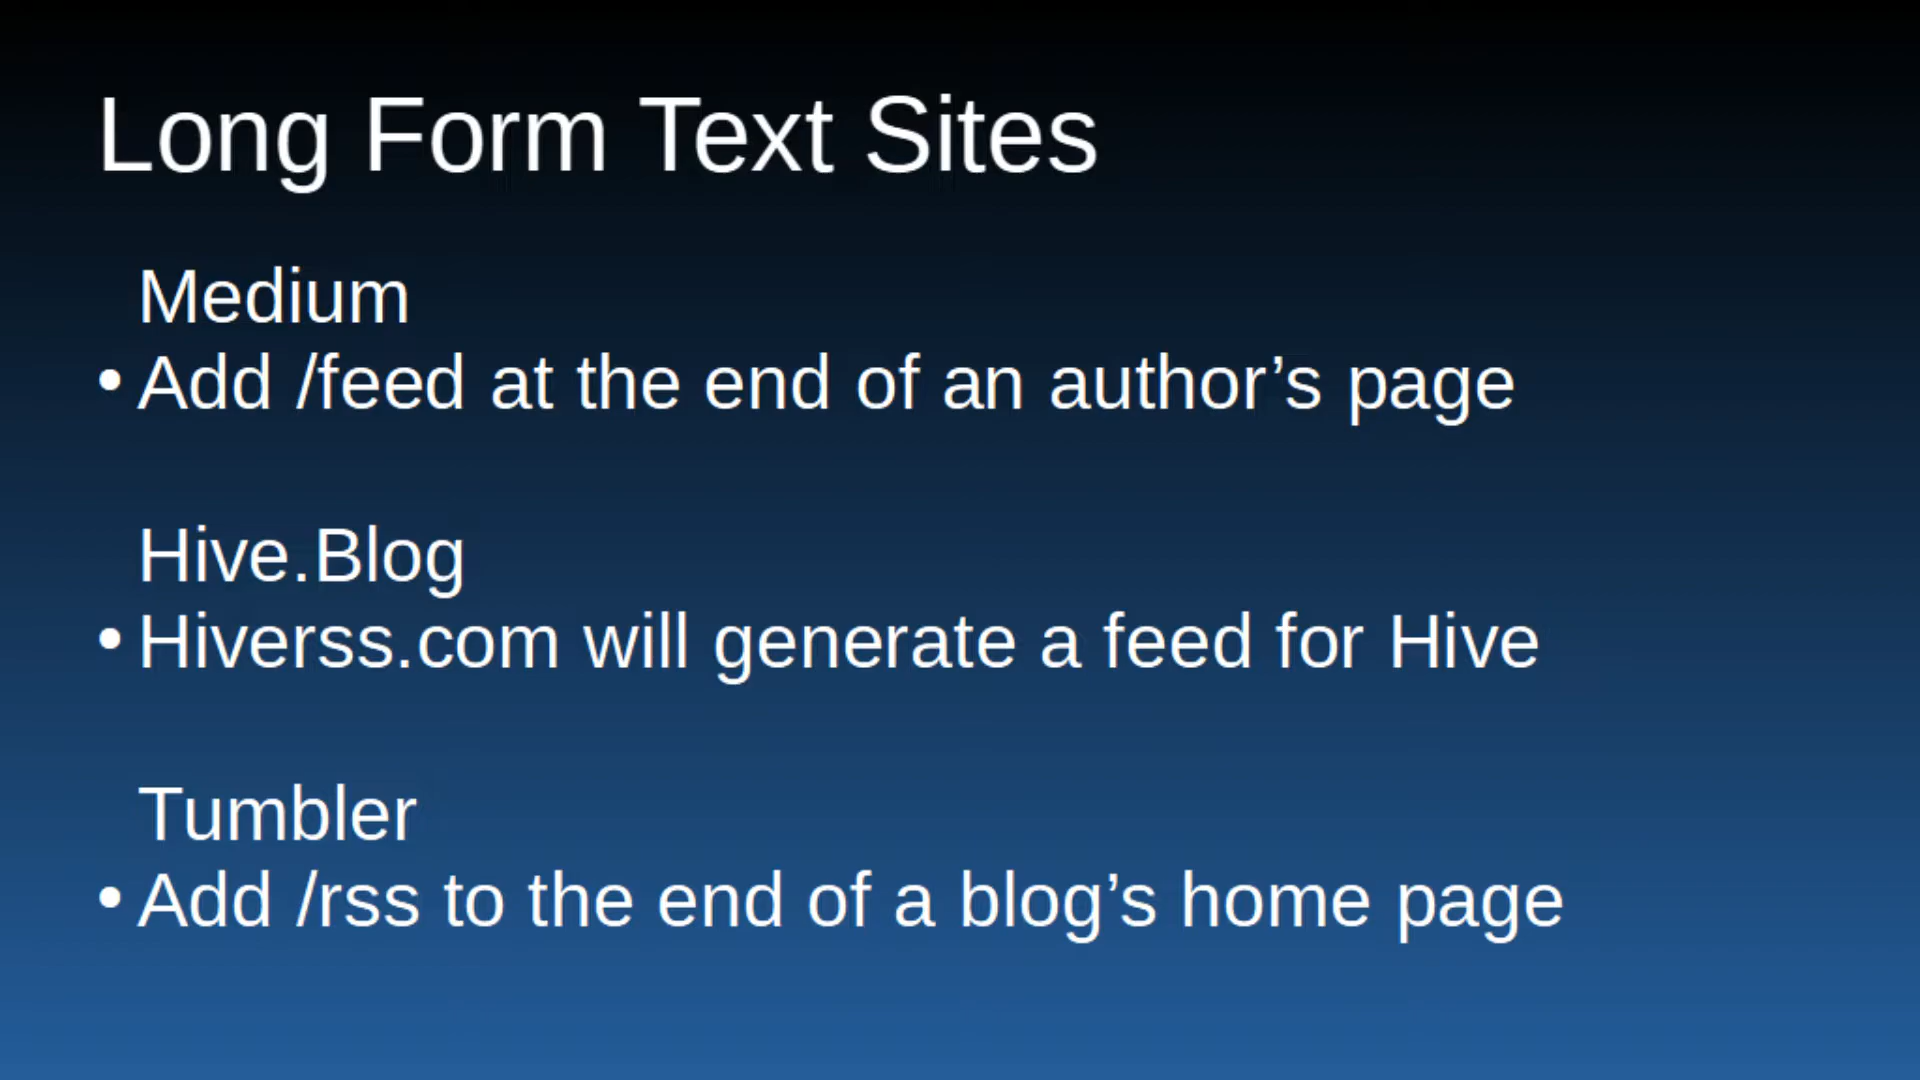 Long Form Text Sites
Medium
• Add /feed at the end of an author’s page
Hive.Blog
• Hiverss.com will generate a feed for Hive
Tumbler
• Add /rss to the end of a blog’s home page